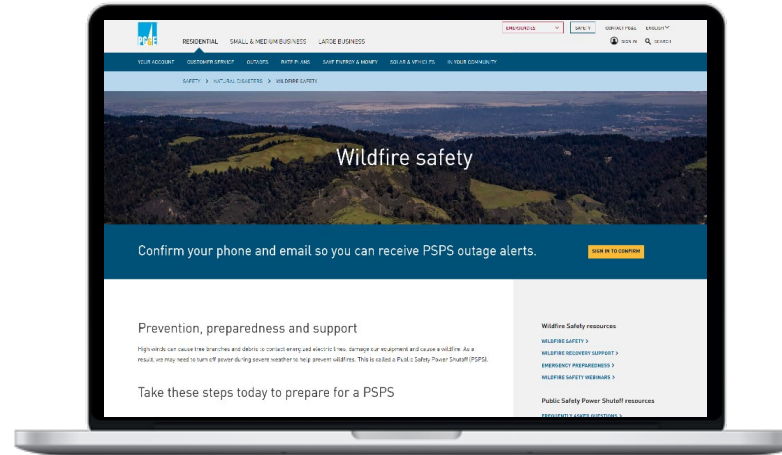 PG&E
EMERGENCIES
SAFETY
CONTACT PG&E
ENGLISH
RESIDENTIAL
SMALL & MEDIUM BUSINESS
LARGE BUSINESS
SIGN IN
SEARCH
YOUR ACCOUNT
CUSTOMER SERVICE
OUTAGES
RATE PLANS
SAVE ENERGY & MONEY
SOLAR & VEHICLES
IN YOUR COMMUNITY
SAFETY > NATURAL DISASTERS > WILDFIRE SAFETY
Wildfire safety
Confirm your phone and email so you can receive PSPS outage alerts.
SIGN IN TO CONFIRM
Prevention, preparedness and support
High winds can cause tree branches and debris to contact energized electric lines, damage our equipment and cause a wildfire. As a
result, we may need to turn off power during severe weather to help prevent wildfires. This is called a Public Safety Power Shutoff (PSPS).
Take these steps today to prepare for a PSPS
Wildfire Safety resources
WILDFIRE SAFETY >
WILDFIRE RECOVERY SUPPORT >
EMERGENCY PREPAREDNESS >
WILDFIRE SAFETY WEBINARS >
Public Safety Power Shutoff resources
FREQUENTLY ASKED QUESTIONS >